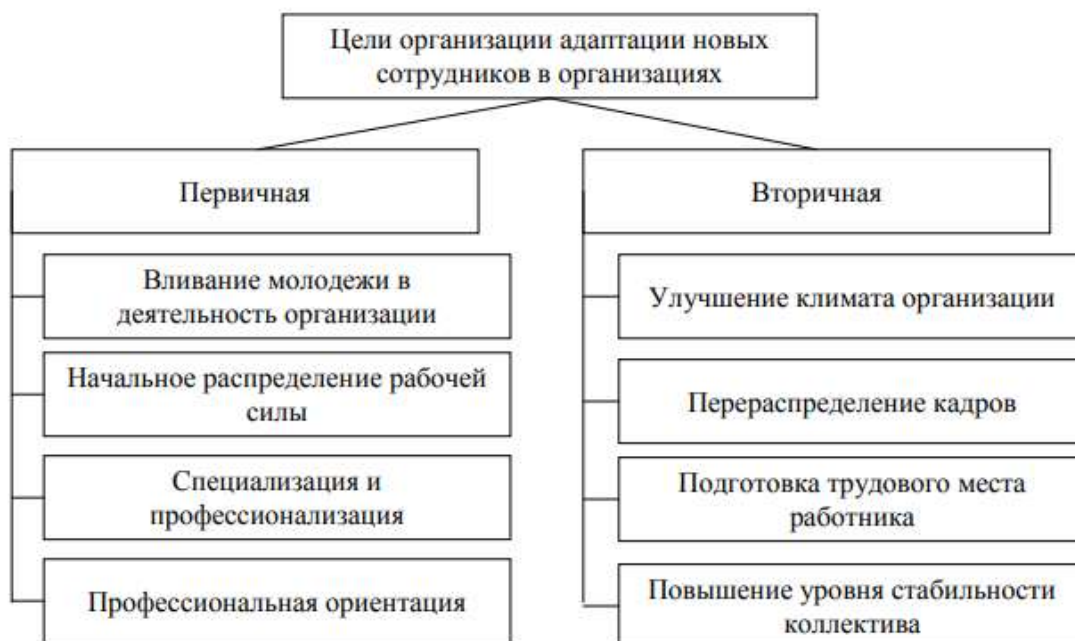 Цели организации адаптации новых
сотрудников в организациях
Первичная
Вливание молодежи в
деятельность организации
Начальное распределение рабочей
силы
Специализация и
профессионализация
Профессиональная ориентация
Вторичная
Улучшение климата организации
Перераспределение кадров
Подготовка трудового места
работника
Повышение уровня стабильности
коллектива